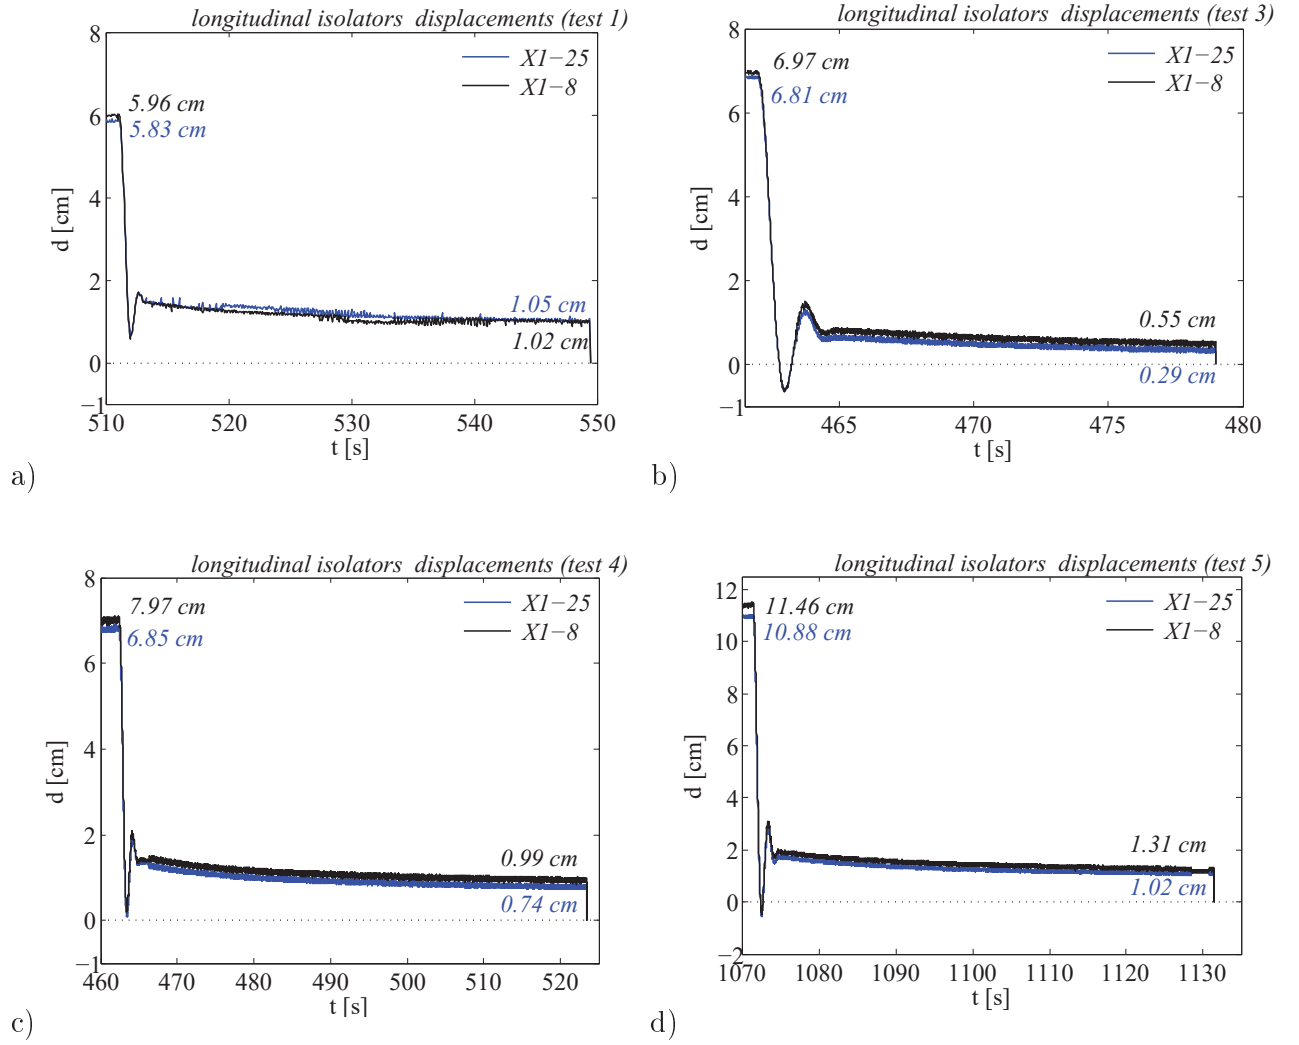 longitudinal isolators displacements (test 1)
8
6
4
2
0
−1
d [cm]
X1−25
X1−8
5.96 cm
5.83 cm
1.05 cm
1.02 cm
510 520 530 540 550
t [s]
a)
longitudinal isolators displacements (test 3)
8
6
4
2
0
−1
d [cm]
X1−25
X1−8
6.97 cm
6.81 cm
0.55 cm
0.29 cm
465 470 475 480
t [s]
b)
longitudinal isolators displacements (test 4)
8
6
4
2
0
−1
d [cm]
X1−25
X1−8
7.97 cm
6.85 cm
0.99 cm
0.74 cm
460 470 480 490 500 510 520
t [s]
c)
longitudinal isolators displacements (test 5)
12
10
8
6
4
2
0
−2
d [cm]
X1−25
X1−8
11.46 cm
10.88 cm
1.31 cm
1.02 cm
1070 1080 1090 1100 1110 1120 1130
t [s]
d)